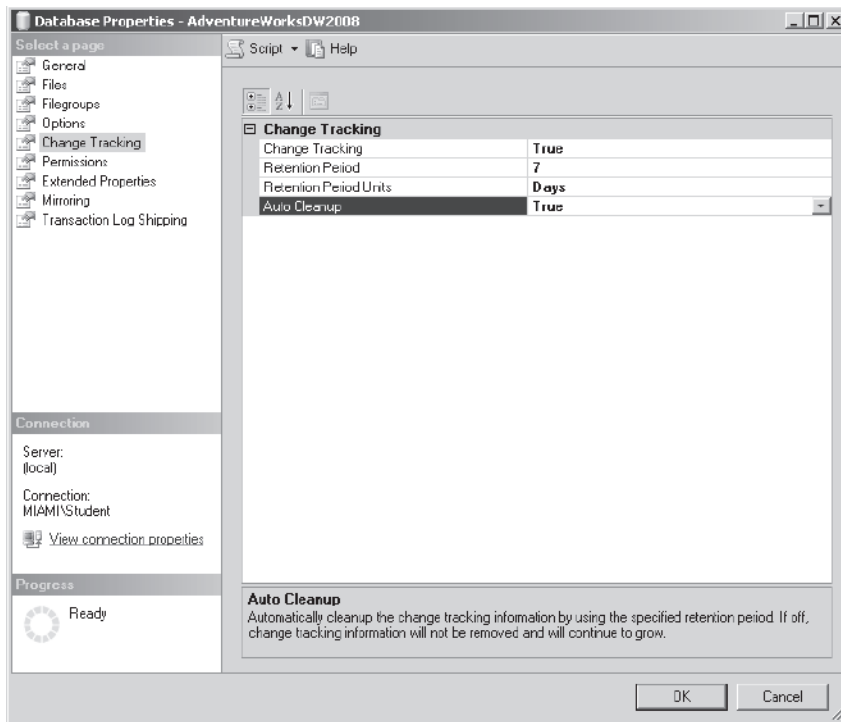 Database Properties - AdventureWorksDW2008
Select a page
General
Files
Filegroups
Options
Change Tracking
Permissions
Extended Properties
Mirroring
Transaction Log Shipping
Connection
Server:
(local)
Connection:
MIAMI\Student
View connection properties
Progress
Ready
Script
Help
Change Tracking
Change Tracking True
Retention Period 7
Retention Period Units Days
Auto Cleanup True
Auto Cleanup
Automatically cleanup the change tracking information by using the specified retention period. If off,
change tracking information will not be removed and will continue to grow.
OK Cancel